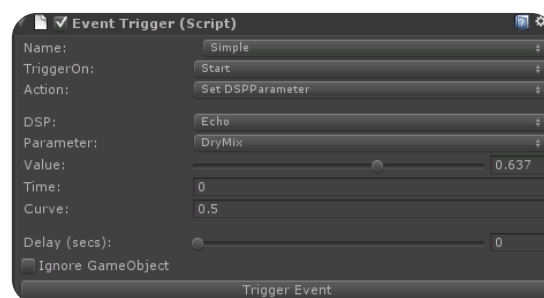 Event Trigger (Script)
Name: Simple
TriggerOn: Start
Action: Set DSPParameter
DSP: Echo
Parameter: DryMix
Value: 0.637
Time: 0
Curve: 0.5
Delay (secs): 0
Ignore GameObject
Trigger Event